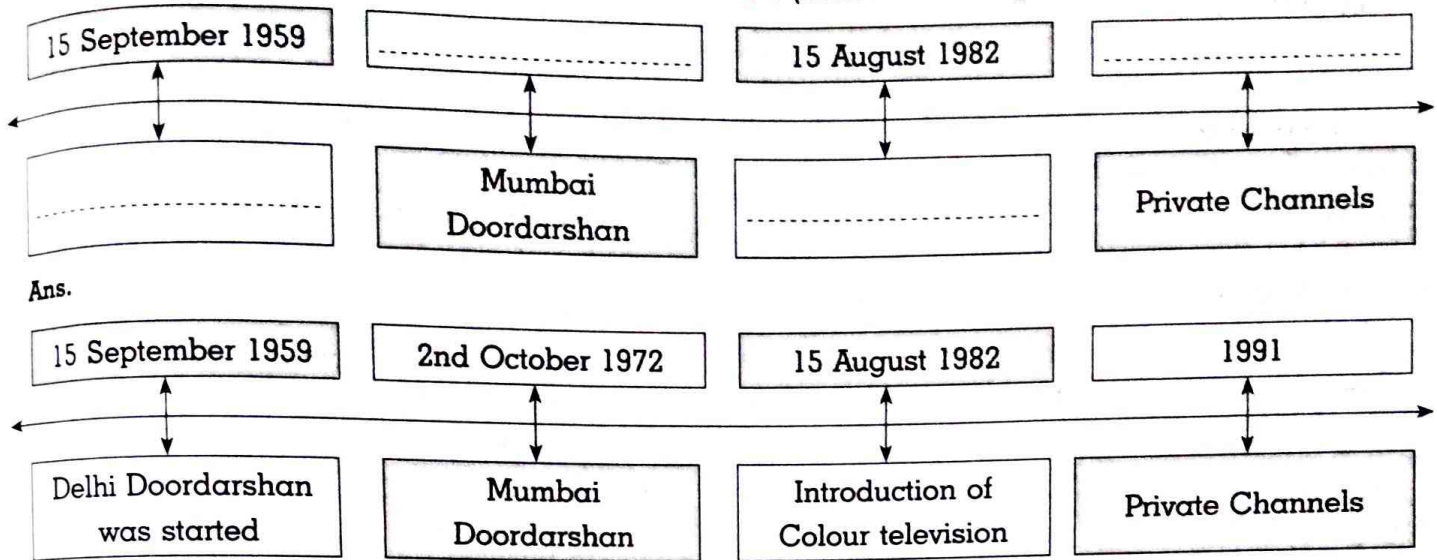 15 September 1959
15 August 1982
Mumbai
Doordarshan
Private Channels
Ans.
15 September 1959
2nd October 1972
15 August 1982
1991
Delhi Doordarshan
was started
Mumbai
Doordarshan
Introduction of
Colour television
Private Channels